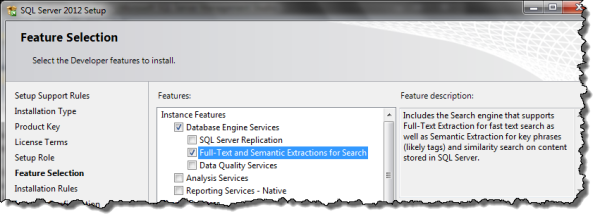 SQL Server 2012 Setup
Feature Selection
Select the Developer features to install.
Setup Support Rules
Installation Type
Product Key
License Terms
Setup Role
Feature Selection
Installation Rules
Features:
Instance Features
Database Engine Services
SQL Server Replication
Full-Text and Semantic Extractions for Search
Data Quality Services
Analysis Services
Reporting Services - Native
Feature description:
Includes the Search engine that supports
Full-Text Extraction for fast text search as
well as Semantic Extraction for key phrases
(likely tags) and similarity search on content
stored in SQL Server.